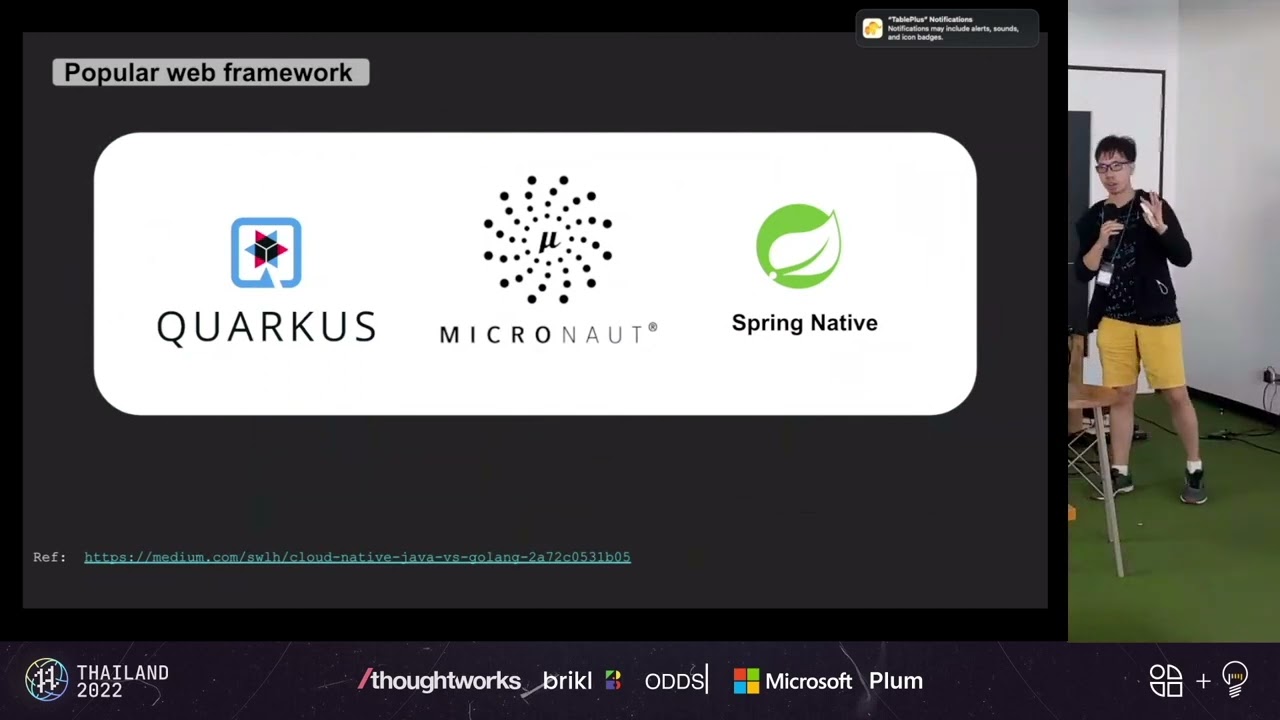 "TablePlus" Notifications
Notifications may include alerts, sounds,
and icon badges.
Popular web framework
μ
QUARKUS
MICRONAUT®
Spring Native
Ref: https://medium.com/swlh/cloud-native-java-vs-golang-2a72c0531b05
THAILAND
2022
/thoughtworks brikl ODDS| Microsoft Plum
+